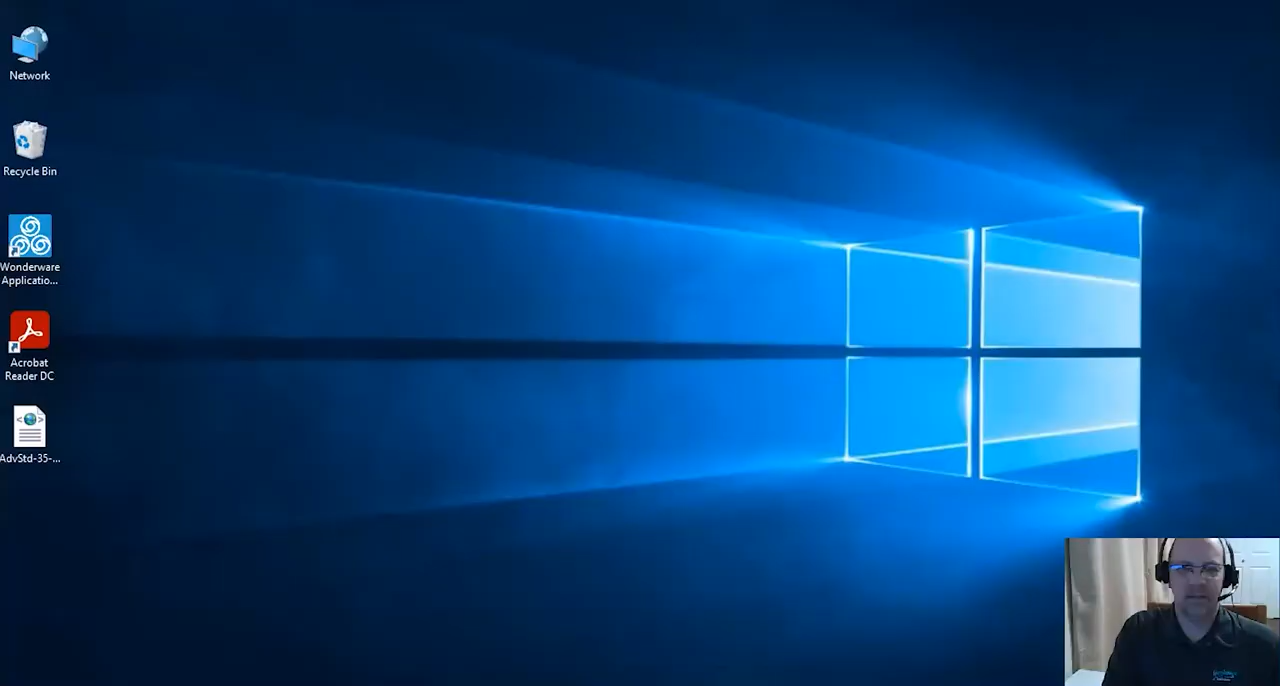 Network
Recycle Bin
Wonderware
Applicatio...
Acrobat
Reader DC
AdvStd-35-...